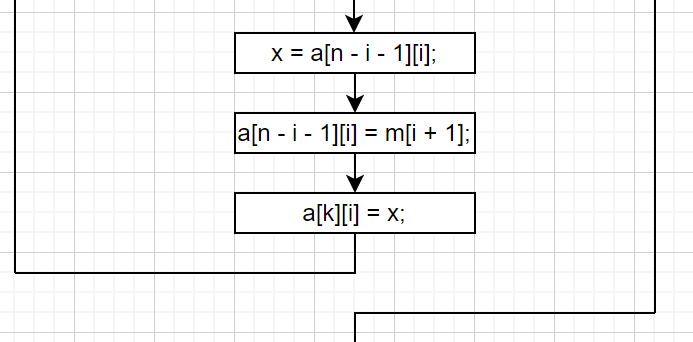 x = a[n - i - 1][i];
a[n - i - 1][i] = m[i + 1];
a[k][i] = x;